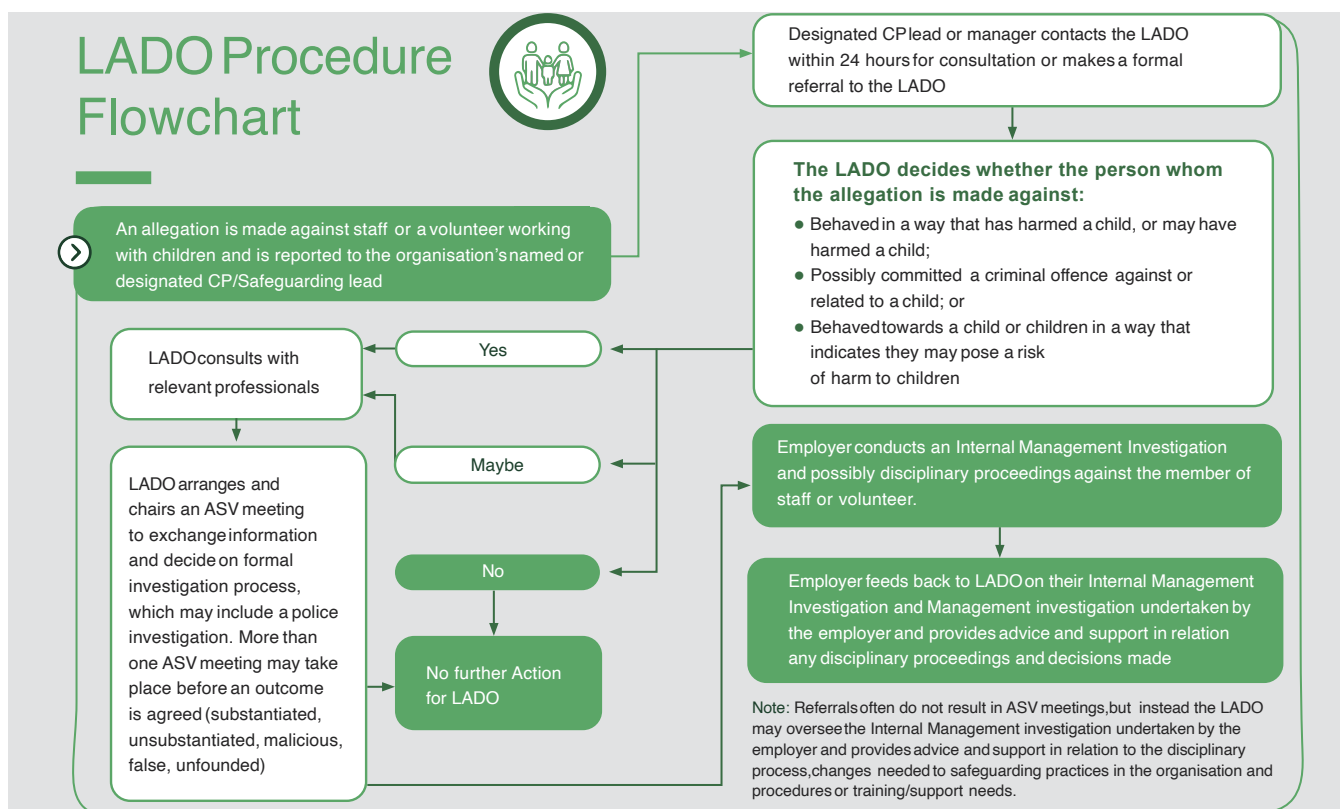 LADO Procedure
Flowchart
An allegation is made against staff or a volunteer working
with children and is reported to the organisation's named or
designated CP/Safeguarding lead
Designated CP lead or manager contacts the LADO
within 24 hours for consultation or makes a formal
referral to the LADO
The LADO decides whether the person whom
the allegation is made against:
● Behaved in a way that has harmed a child, or may have
harmed a child;
● Possibly committed a criminal offence against or
related to a child; or
● Behaved towards a child or children in a way that
indicates they may pose a risk
of harm to children
Yes
Maybe
No
LADO consults with
relevant professionals
LADO arranges and
chairs an ASV meeting
to exchange information
and decide on formal
investigation process,
which may include a police
investigation. More than
one ASV meeting may take
place before an outcome
is agreed (substantiated,
unsubstantiated, malicious,
false, unfounded)
No further Action
for LADO
Employer conducts an Internal Management Investigation
and possibly disciplinary proceedings against the member of
staff or volunteer.
Employer feeds back to LADO on their Internal Management
Investigation and Management investigation undertaken by
the employer and provides advice and support in relation
any disciplinary proceedings and decisions made
Note: Referrals often do not result in ASV meetings, but instead the LADO
may oversee the Internal Management investigation undertaken by the
employer and provides advice and support in relation to the disciplinary
process, changes needed to safeguarding practices in the organisation and
procedures or training/support needs.